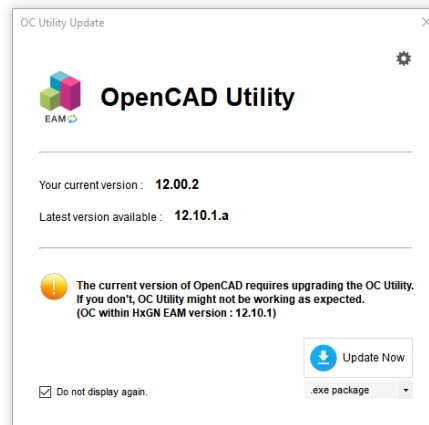 OC Utility Update
OpenCAD Utility
EAM
Your current version : 12.00.2
Latest version available : 12.10.1.a
The current version of OpenCAD requires upgrading the OC Utility.
If you don't, OC Utility might not be working as expected.
(OC within HxGN EAM version : 12.10.1)
Update Now
Do not display again.
.exe package